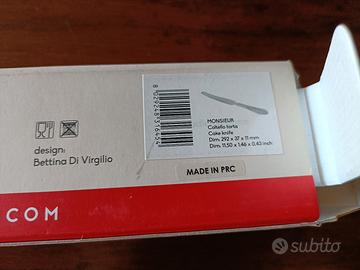 MONSIEUR
Coltello torta
Cake knife
Dim. 292 x 37 x 11 mm
Dim. 11,50 x 1.46 x 0.43 inch
design:
Bettina Di Virgilio
MADE IN PRC
.COM
subito